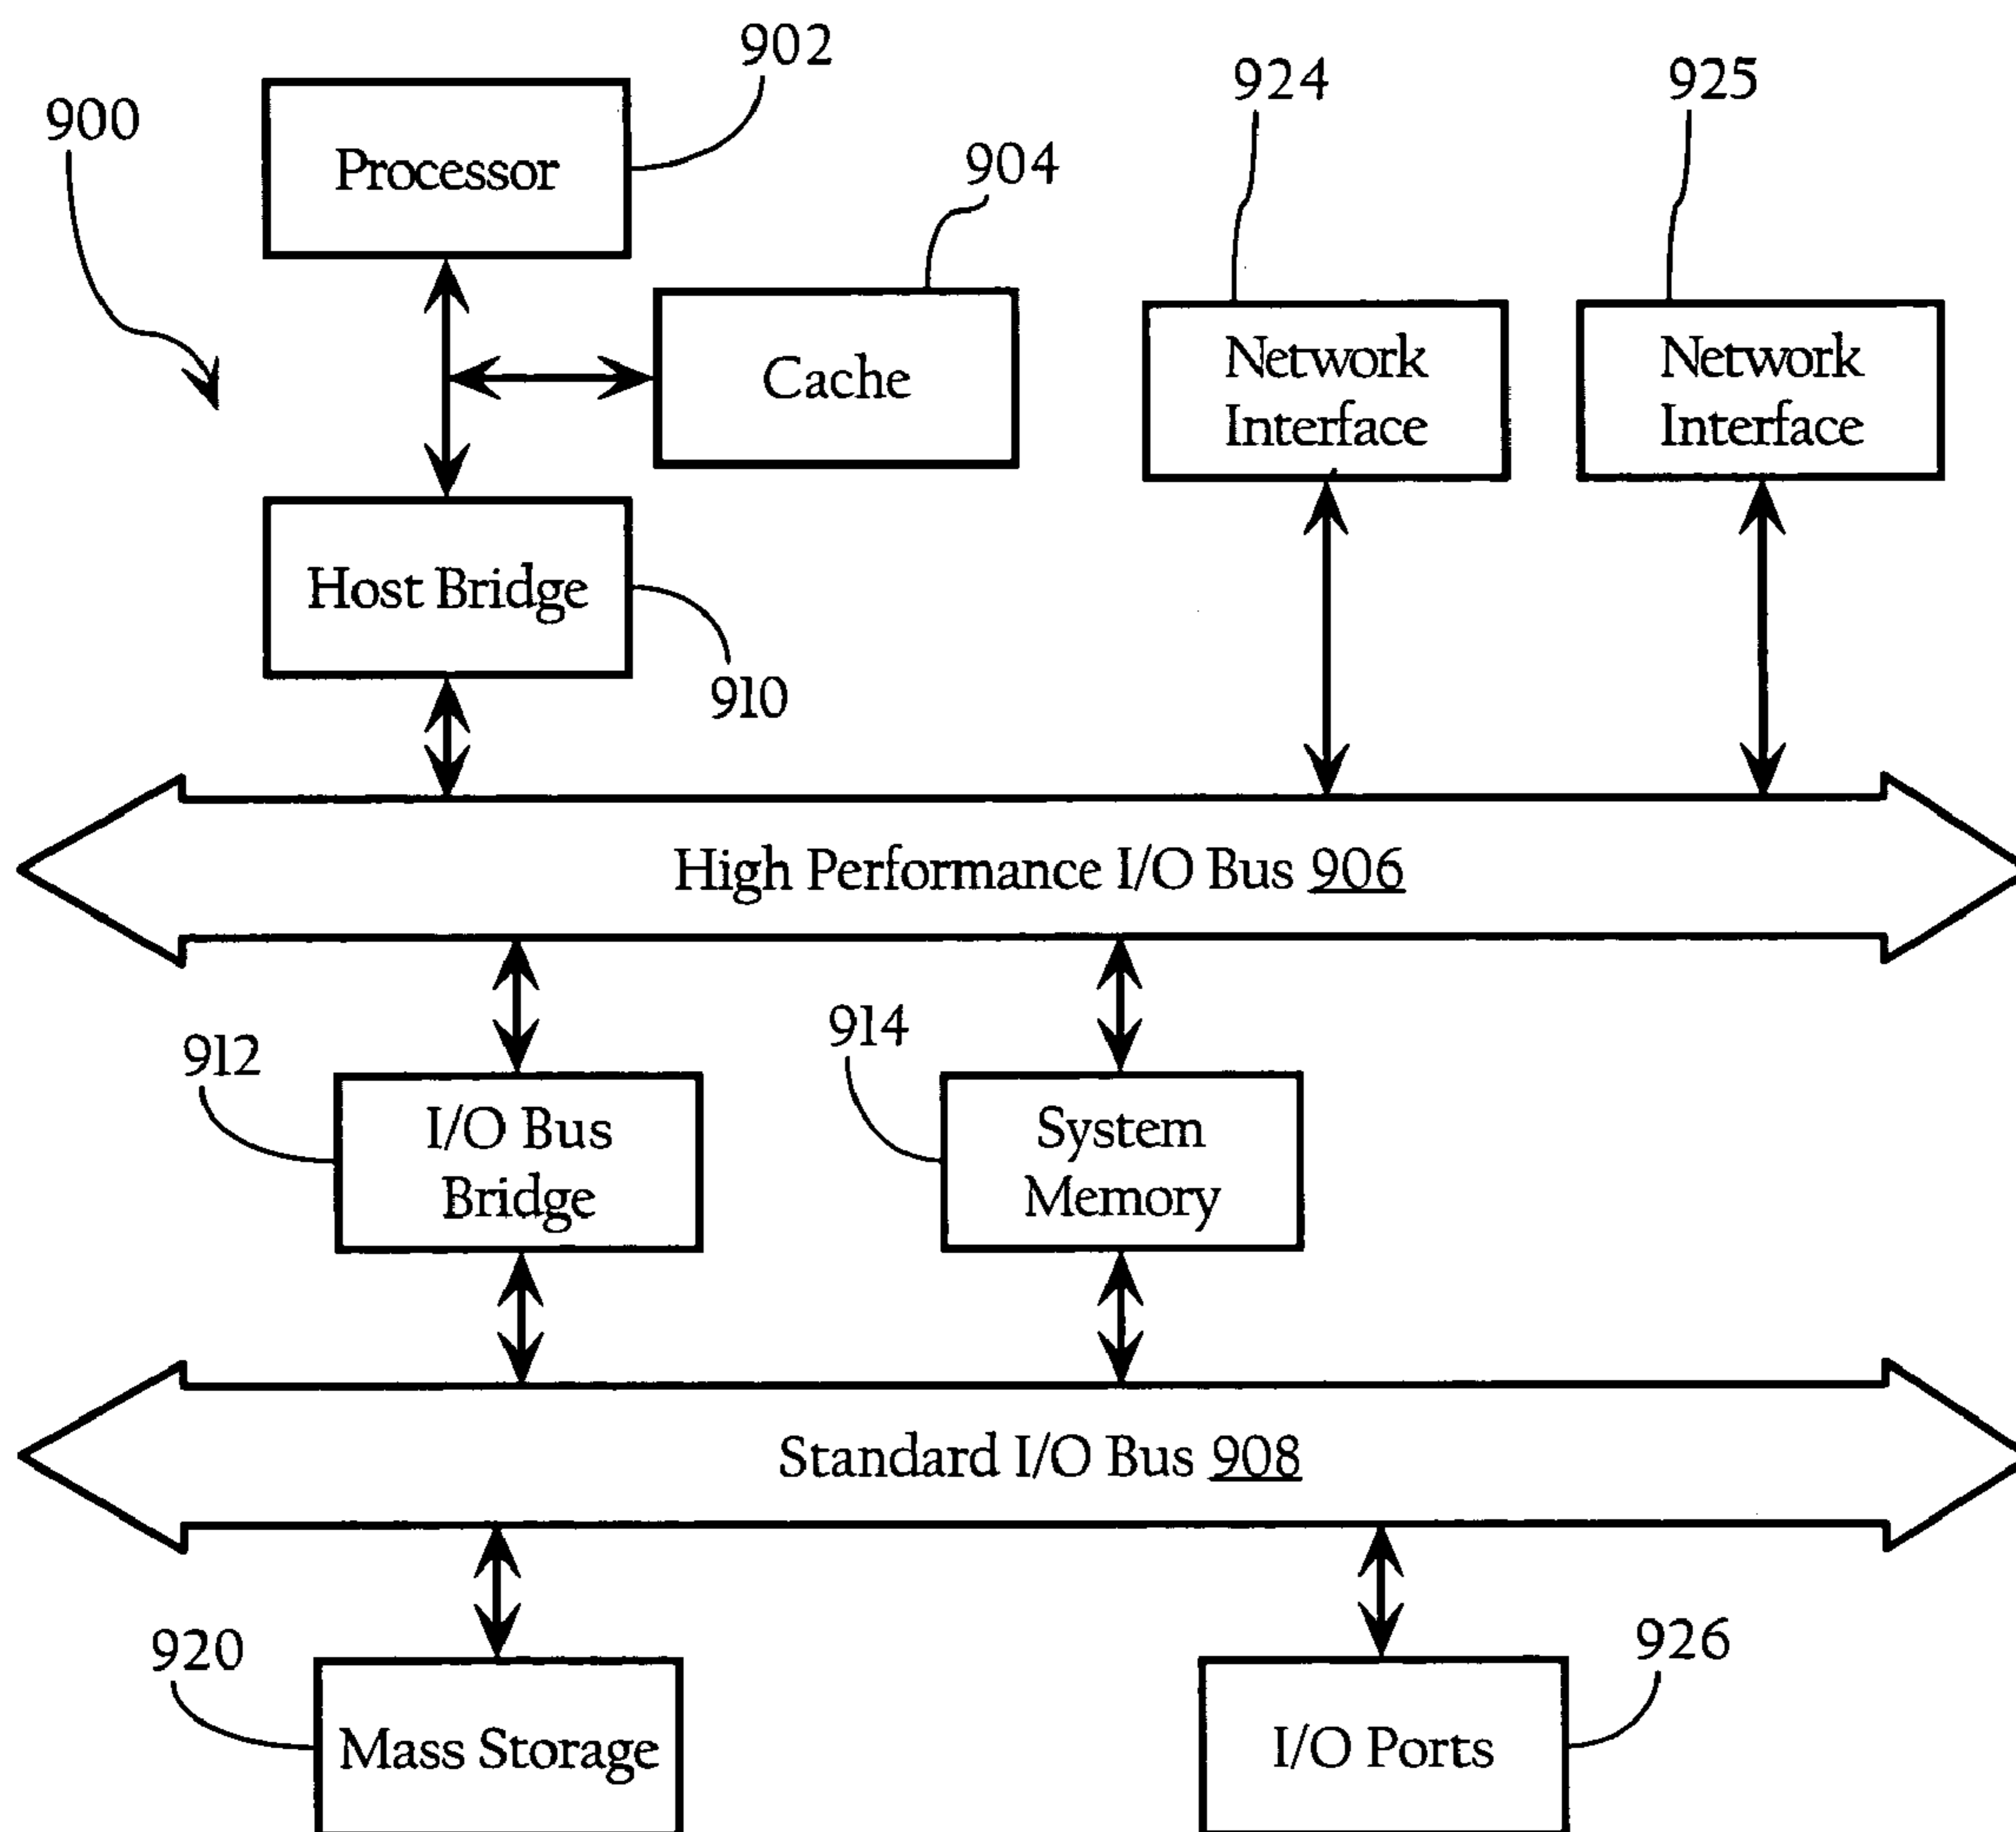 902
924
925
900
Processor
904
Cache
Network
Interface
Network
Interface
Host Bridge
910
High Performance I/O Bus 906
914
912
I/O Bus
Bridge
System
Memory
Standard I/O Bus 908
920
926
Mass Storage
I/O Ports